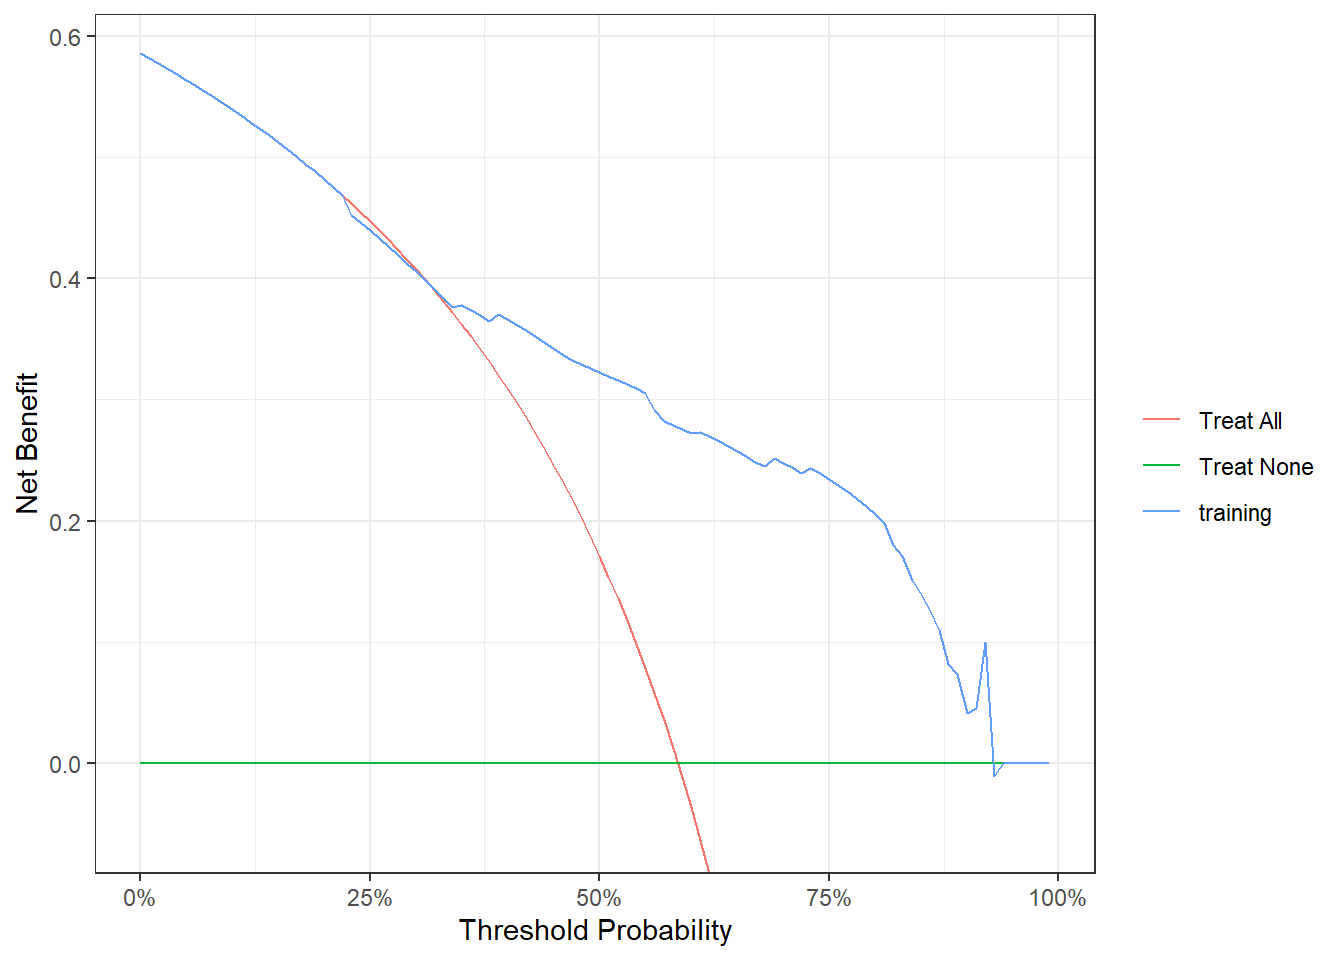 0.6
0.4
0.2
0.0
Net Benefit
0%
25%
50%
75%
100%
Threshold Probability
Treat All
Treat None
training